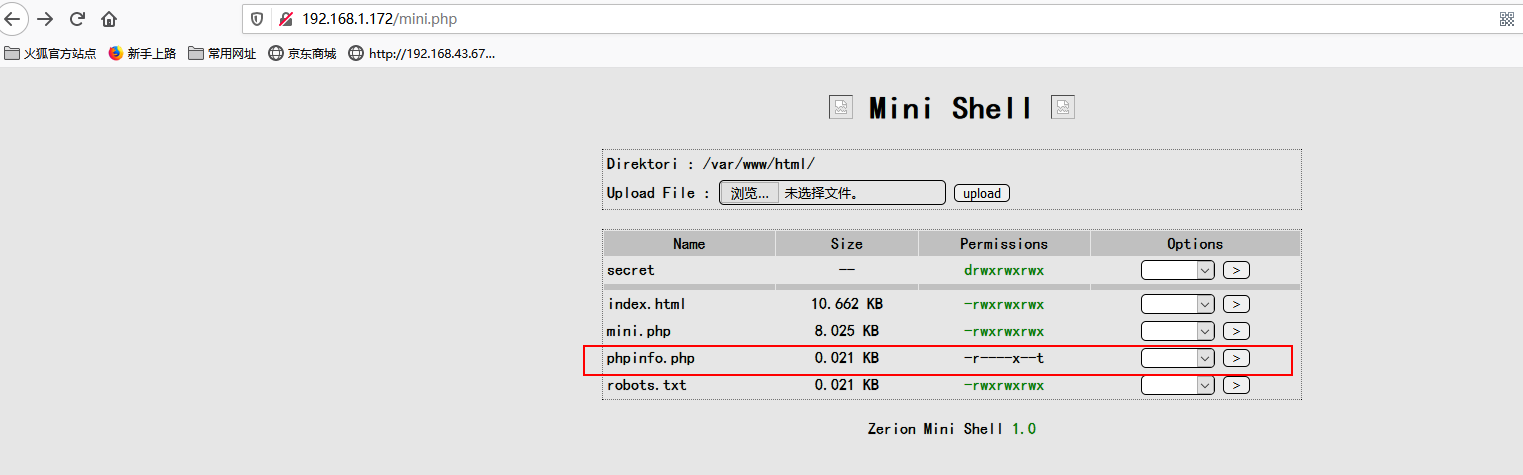 192.168.1.172/mini.php
火狐官方站点 新手上路 常用网址 京东商城 http://192.168.43.67...
Mini Shell
Direktori : /var/www/html/
Upload File : 浏览... 未选择文件。 upload
Name Size Permissions Options
secret -- drwxrwxrwx >
index.html 10.662 KB -rwxrwxrwx >
mini.php 8.025 KB -rwxrwxrwx >
phpinfo.php 0.021 KB -r----x--t >
robots.txt 0.021 KB -rwxrwxrwx >
Zerion Mini Shell 1.0